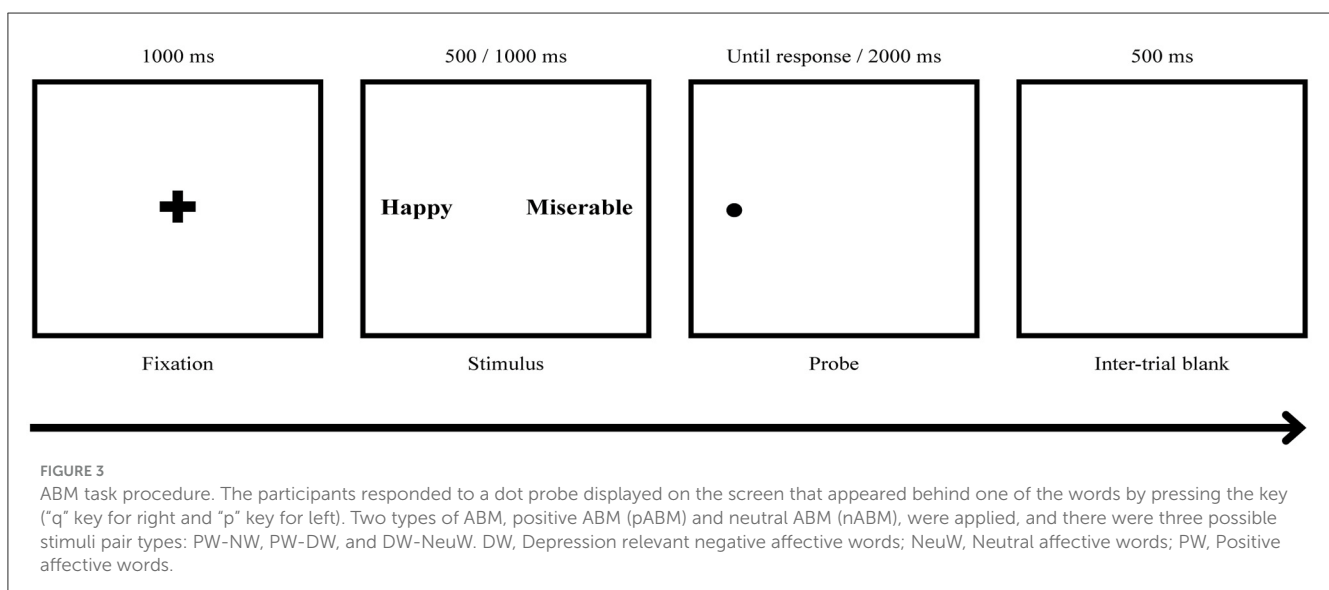 1000 ms
500 / 1000 ms
Until response / 2000 ms
500 ms
Happy
Miserable
Fixation
Stimulus
Probe
Inter-trial blank
FIGURE 3
ABM task procedure. The participants responded to a dot probe displayed on the screen that appeared behind one of the words by pressing the key
("q" key for right and "p" key for left). Two types of ABM, positive ABM (pABM) and neutral ABM (nABM), were applied, and there were three possible
stimuli pair types: PW-NW, PW-DW, and DW-NeuW. DW, Depression relevant negative affective words; NeuW, Neutral affective words; PW, Positive
affective words.